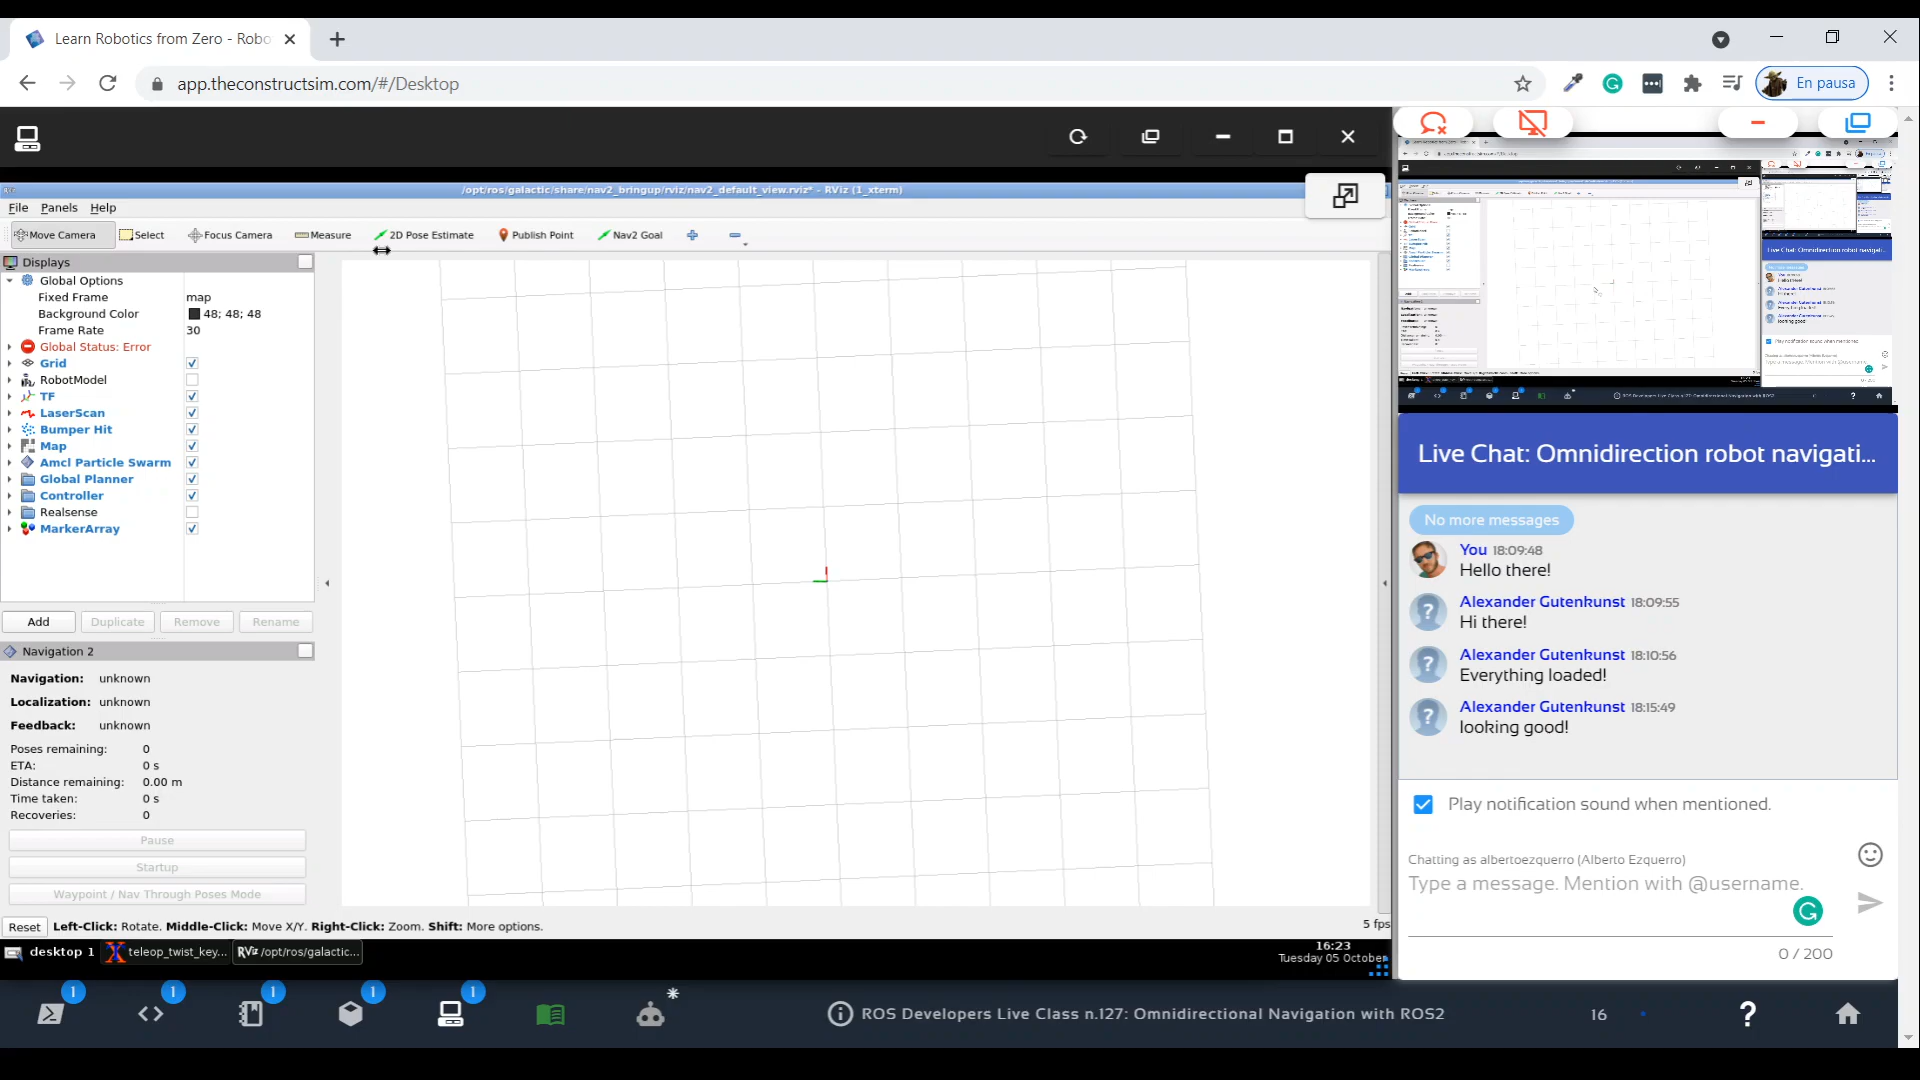 Learn Robotics from Zero - Robo
app.theconstructsim.com/#/Desktop
En pausa
/opt/ros/galactic/share/nav2_bringup/rviz/nav2_default_view.rviz* - RViz (1_xterm)
File Panels Help
Move Camera Select Focus Camera Measure 2D Pose Estimate Publish Point Nav2 Goal
Displays
Global Options
Fixed Frame map
Background Color 48; 48; 48
Frame Rate 30
Global Status: Error
Grid
RobotModel
TF
LaserScan
Bumper Hit
Map
Amcl Particle Swarm
Global Planner
Controller
Realsense
MarkerArray
Add Duplicate Remove Rename
Navigation 2
Navigation: unknown
Localization: unknown
Feedback: unknown
Poses remaining: 0
ETA: 0 s
Distance remaining: 0.00 m
Time taken: 0 s
Recoveries: 0
Pause
Startup
Waypoint / Nav Through Poses Mode
Reset Left-Click: Rotate. Middle-Click: Move X/Y. Right-Click: Zoom. Shift: More options.
5 fps
desktop 1 teleop_twist_key... RViz /opt/ros/galactic...
16:23
Tuesday 05 October
Live Chat: Omnidirection robot navigati...
No more messages
You 18:09:48
Hello there!
Alexander Gutenkunst 18:09:55
Hi there!
Alexander Gutenkunst 18:10:56
Everything loaded!
Alexander Gutenkunst 18:15:49
looking good!
Play notification sound when mentioned.
Chatting as albertoezquerro (Alberto Ezquerro)
Type a message. Mention with @username.
0 / 200
1 1 1 1 1
ROS Developers Live Class n.127: Omnidirectional Navigation with ROS2
16
?